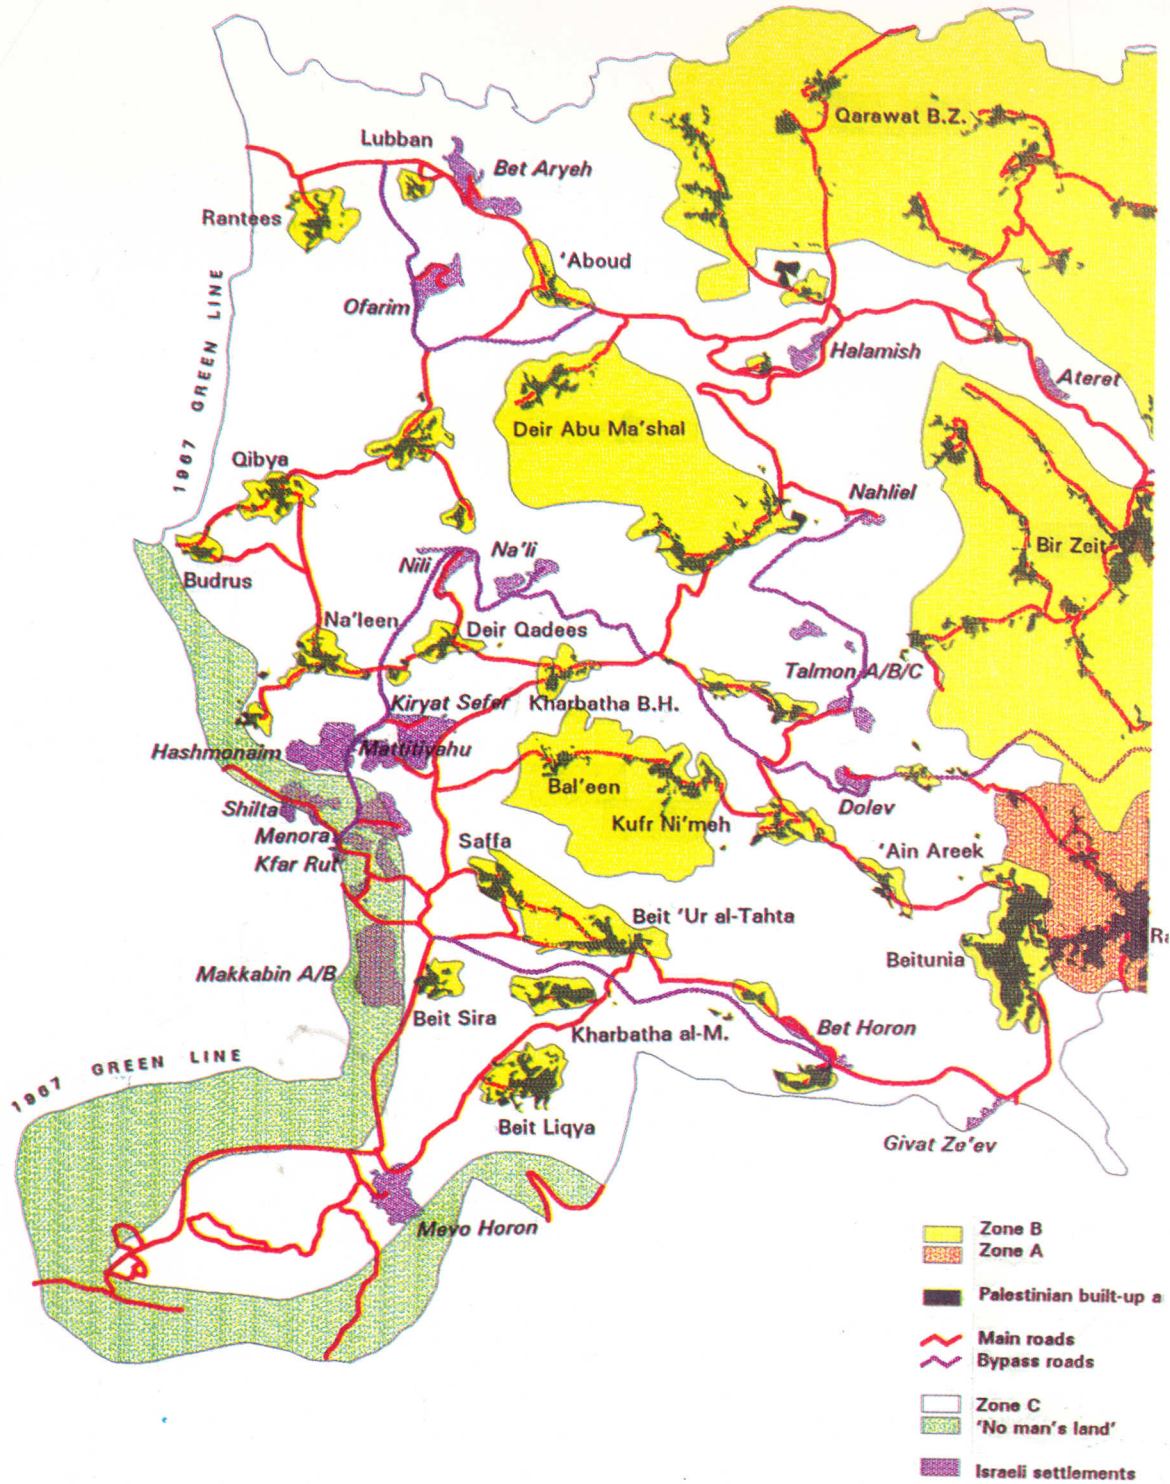 Qarawat B.Z.
Lubban
Bet Aryeh
Rantees
'Aboud
Ofarim
Halamish
Ateret
1967 GREEN LINE
Deir Abu Ma'shal
Qibya
Nahliel
Bir Zeit
Na'li
Nili
Budrus
Na'leen
Deir Qadees
Talmon A/B/C
Kiryat Sefer
Kharbatha B.H.
Hashmonaim
Mattitiyahu
Bal'een
Dolev
Shilta
Kufr Ni'meh
Menora
Saffa
'Ain Areek
Kfar Rut
Beit 'Ur al-Tahta
Ra
Beitunia
Makkabin A/B
Beit Sira
Bet Horon
Kharbatha al-M.
1967 GREEN LINE
Beit Liqya
Givat Ze'ev
Mevo Horon
Zone B
Zone A
Palestinian built-up a
Main roads
Bypass roads
Zone C
'No man's land'
Israeli settlements